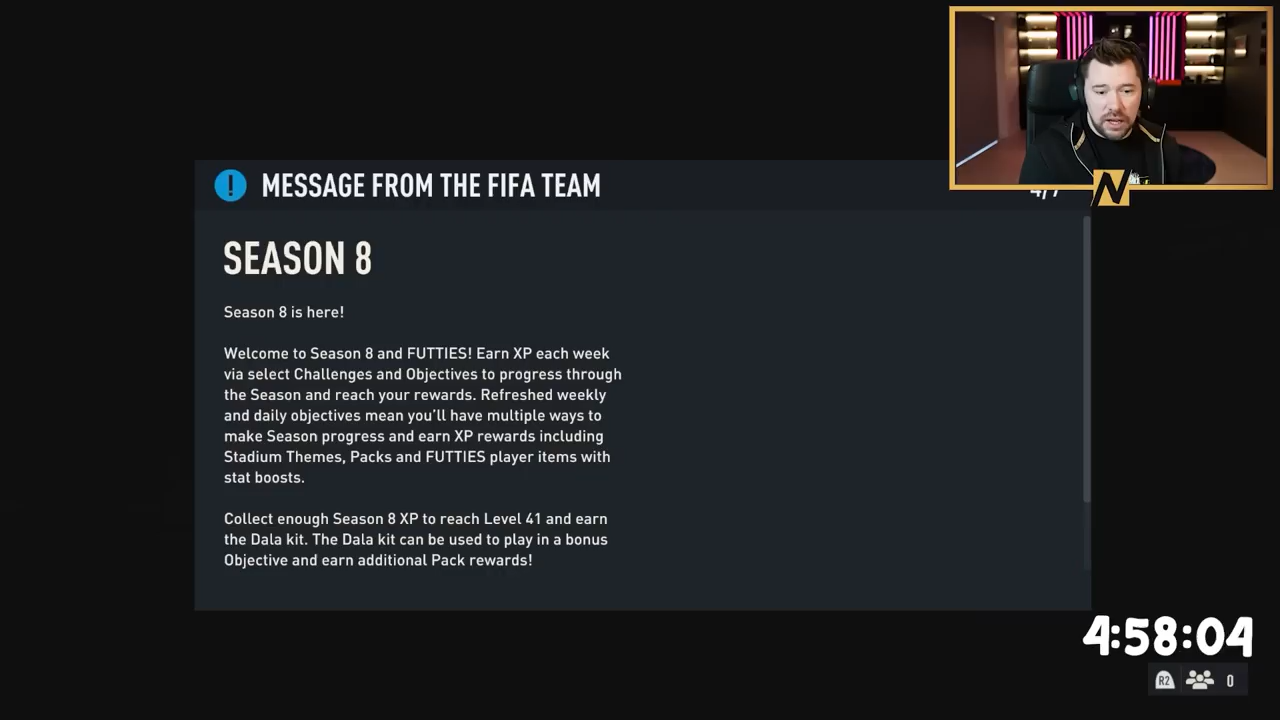 MESSAGE FROM THE FIFA TEAM
SEASON 8
Season 8 is here!
Welcome to Season 8 and FUTTIES! Earn XP each week
via select Challenges and Objectives to progress through
the Season and reach your rewards. Refreshed weekly
and daily objectives mean you'll have multiple ways to
make Season progress and earn XP rewards including
Stadium Themes, Packs and FUTTIES player items with
stat boosts.
Collect enough Season 8 XP to reach Level 41 and earn
the Dala kit. The Dala kit can be used to play in a bonus
Objective and earn additional Pack rewards!
N
4:58:04
R2 0